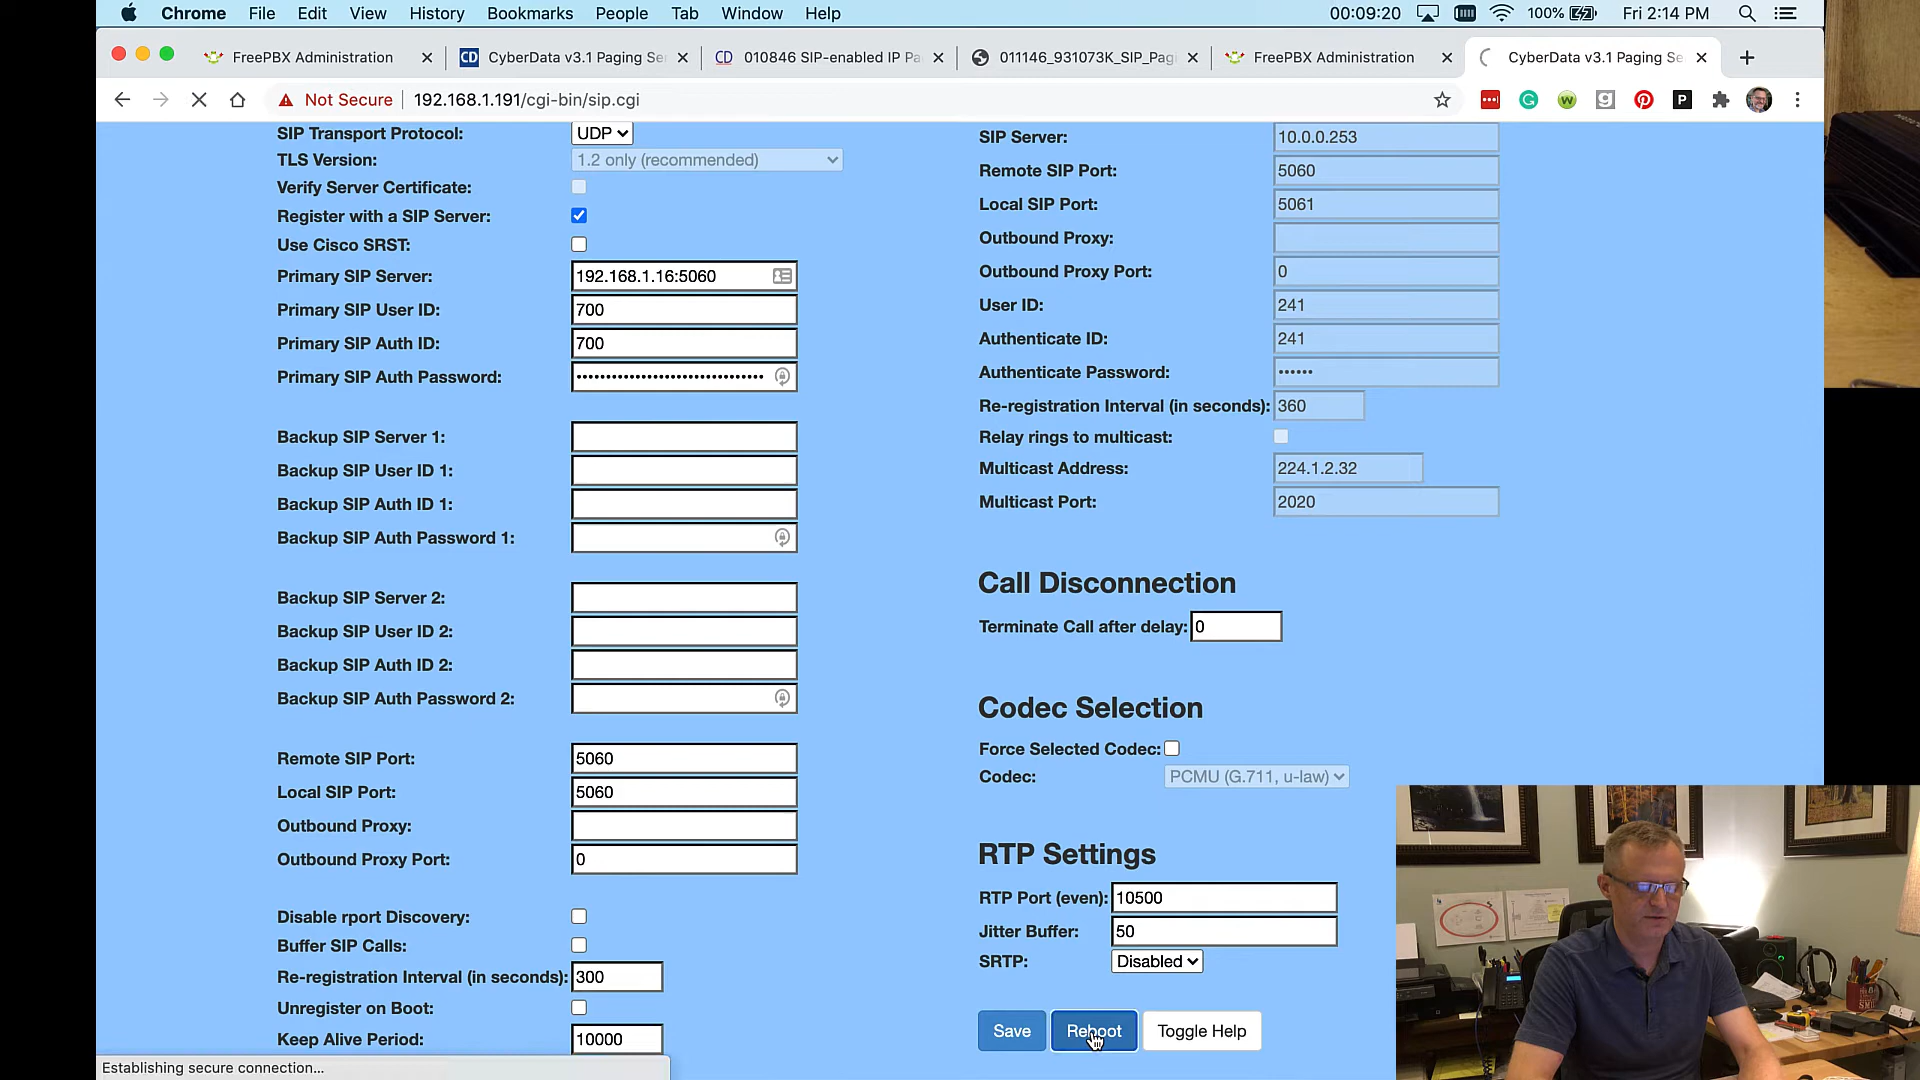 Chrome File Edit View History Bookmarks People Tab Window Help 00:09:20 100% Fri 2:14 PM
FreePBX Administration CyberData v3.1 Paging Se 010846 SIP-enabled IP Pa 011146_931073K_SIP_Pagi FreePBX Administration CyberData v3.1 Paging Se
Not Secure 192.168.1.191/cgi-bin/sip.cgi
SIP Transport Protocol: UDP
TLS Version: 1.2 only (recommended)
Verify Server Certificate:
Register with a SIP Server:
Use Cisco SRST:
Primary SIP Server: 192.168.1.16:5060
Primary SIP User ID: 700
Primary SIP Auth ID: 700
Primary SIP Auth Password: ••••••••••••••••••••••••••••••••
Backup SIP Server 1:
Backup SIP User ID 1:
Backup SIP Auth ID 1:
Backup SIP Auth Password 1:
Backup SIP Server 2:
Backup SIP User ID 2:
Backup SIP Auth ID 2:
Backup SIP Auth Password 2:
Remote SIP Port: 5060
Local SIP Port: 5060
Outbound Proxy:
Outbound Proxy Port: 0
Disable rport Discovery:
Buffer SIP Calls:
Re-registration Interval (in seconds): 300
Unregister on Boot:
Keep Alive Period: 10000
SIP Server: 10.0.0.253
Remote SIP Port: 5060
Local SIP Port: 5061
Outbound Proxy:
Outbound Proxy Port: 0
User ID: 241
Authenticate ID: 241
Authenticate Password: ••••••
Re-registration Interval (in seconds): 360
Relay rings to multicast:
Multicast Address: 224.1.2.32
Multicast Port: 2020
Call Disconnection
Terminate Call after delay: 0
Codec Selection
Force Selected Codec:
Codec: PCMU (G.711, u-law)
RTP Settings
RTP Port (even): 10500
Jitter Buffer: 50
SRTP: Disabled
Save Reboot Toggle Help
Establishing secure connection...